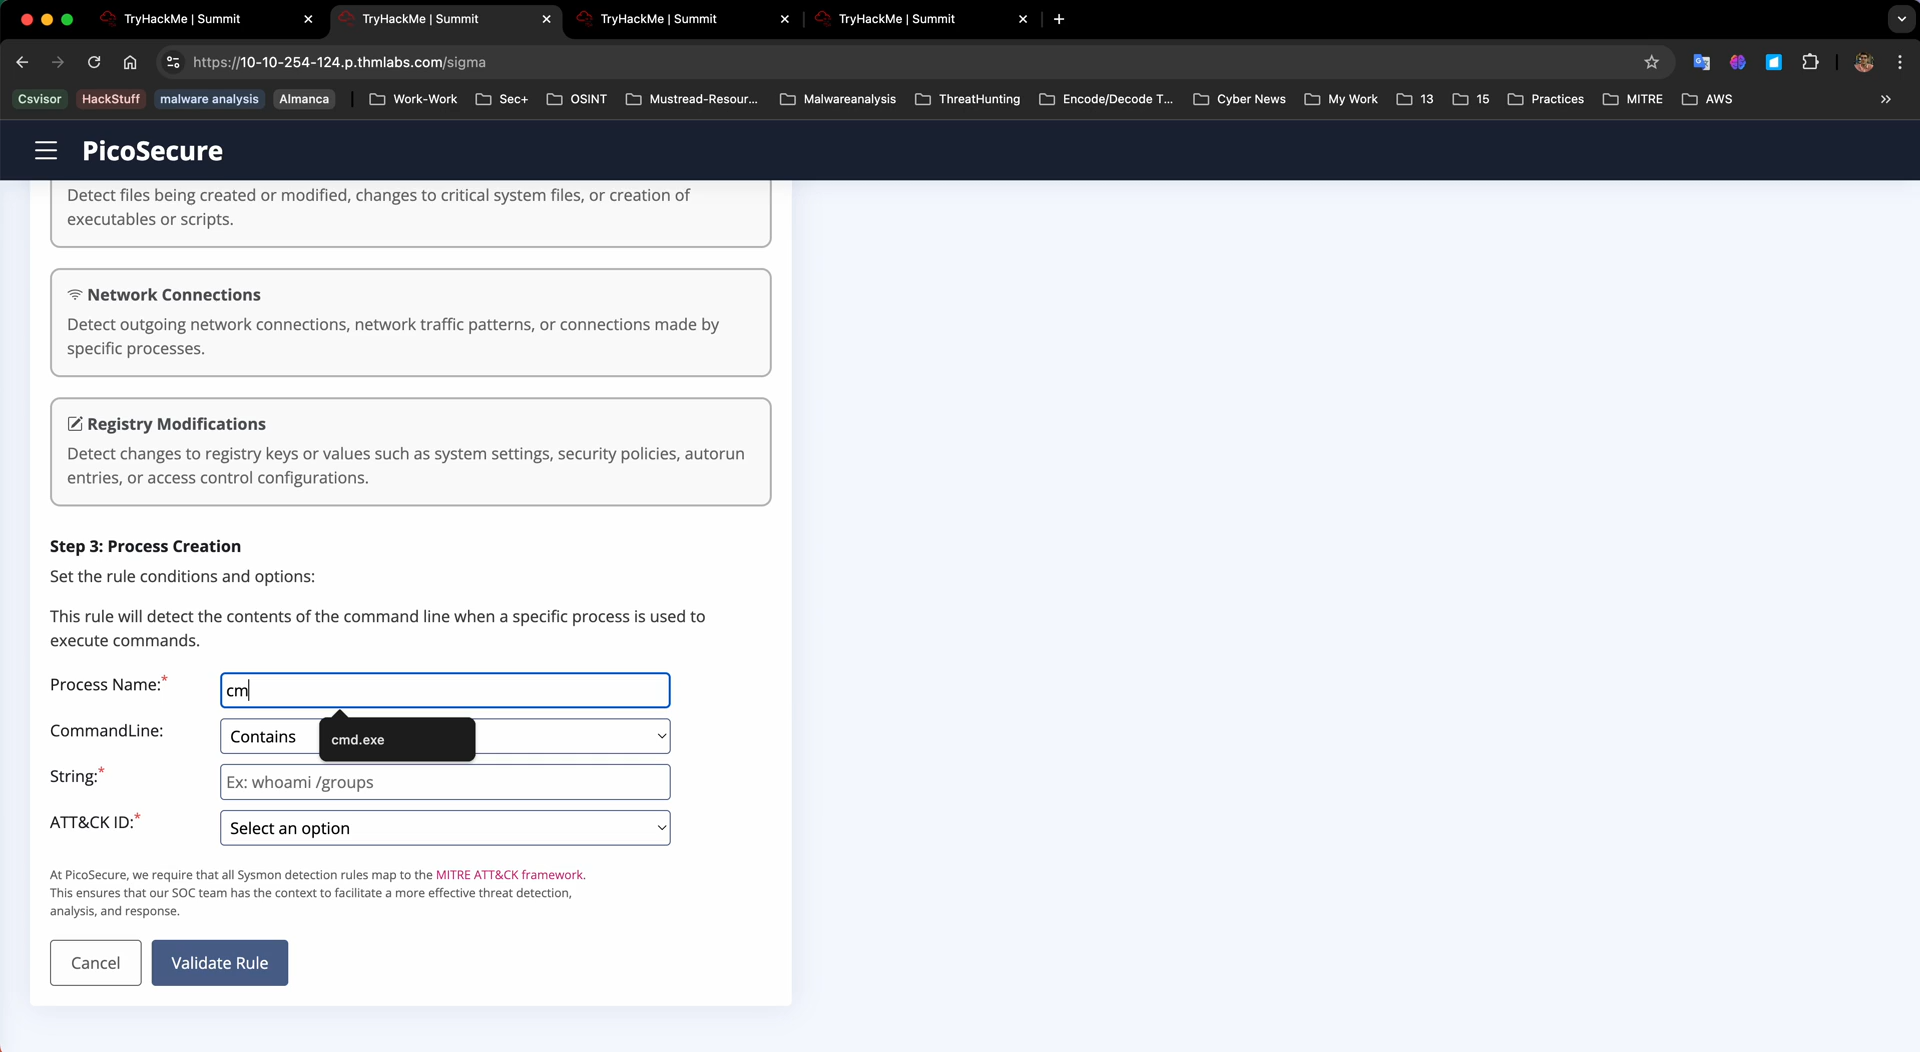 TryHackMe | Summit
TryHackMe | Summit
TryHackMe | Summit
TryHackMe | Summit
https://10-10-254-124.p.thmlabs.com/sigma
Csvisor
HackStuff
malware analysis
Almanca
Work-Work
Sec+
OSINT
Mustread-Resour...
Malwareanalysis
ThreatHunting
Encode/Decode T...
Cyber News
My Work
13
15
Practices
MITRE
AWS
PicoSecure
Detect files being created or modified, changes to critical system files, or creation of
executables or scripts.
Network Connections
Detect outgoing network connections, network traffic patterns, or connections made by
specific processes.
Registry Modifications
Detect changes to registry keys or values such as system settings, security policies, autorun
entries, or access control configurations.
Step 3: Process Creation
Set the rule conditions and options:
This rule will detect the contents of the command line when a specific process is used to
execute commands.
Process Name:*
cm
CommandLine:
Contains
cmd.exe
String:*
Ex: whoami /groups
ATT&CK ID:*
Select an option
At PicoSecure, we require that all Sysmon detection rules map to the MITRE ATT&CK framework.
This ensures that our SOC team has the context to facilitate a more effective threat detection,
analysis, and response.
Cancel
Validate Rule